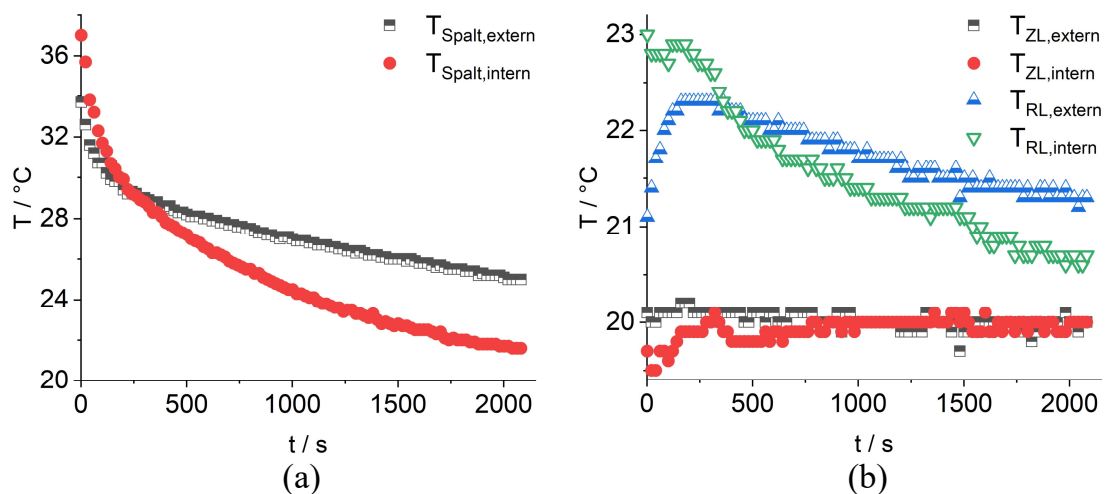 T_Spalt,extern
T_Spalt,intern
36
32
28
24
20
T / °C
0 500 1000 1500 2000
t / s
(a)
T_ZL,extern
T_ZL,intern
T_RL,extern
T_RL,intern
23
22
21
20
T / °C
0 500 1000 1500 2000
t / s
(b)